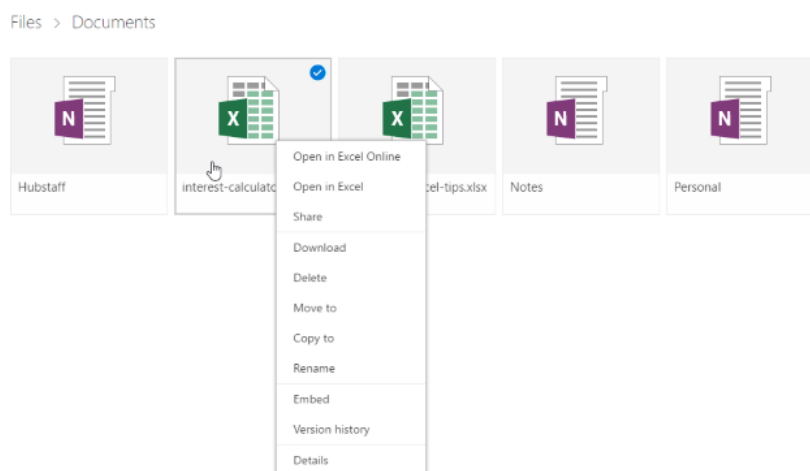 Files > Documents
N
X
X
N
N
Hubstaff
interest-calculato
cel-tips.xlsx
Notes
Personal
Open in Excel Online
Open in Excel
Share
Download
Delete
Move to
Copy to
Rename
Embed
Version history
Details